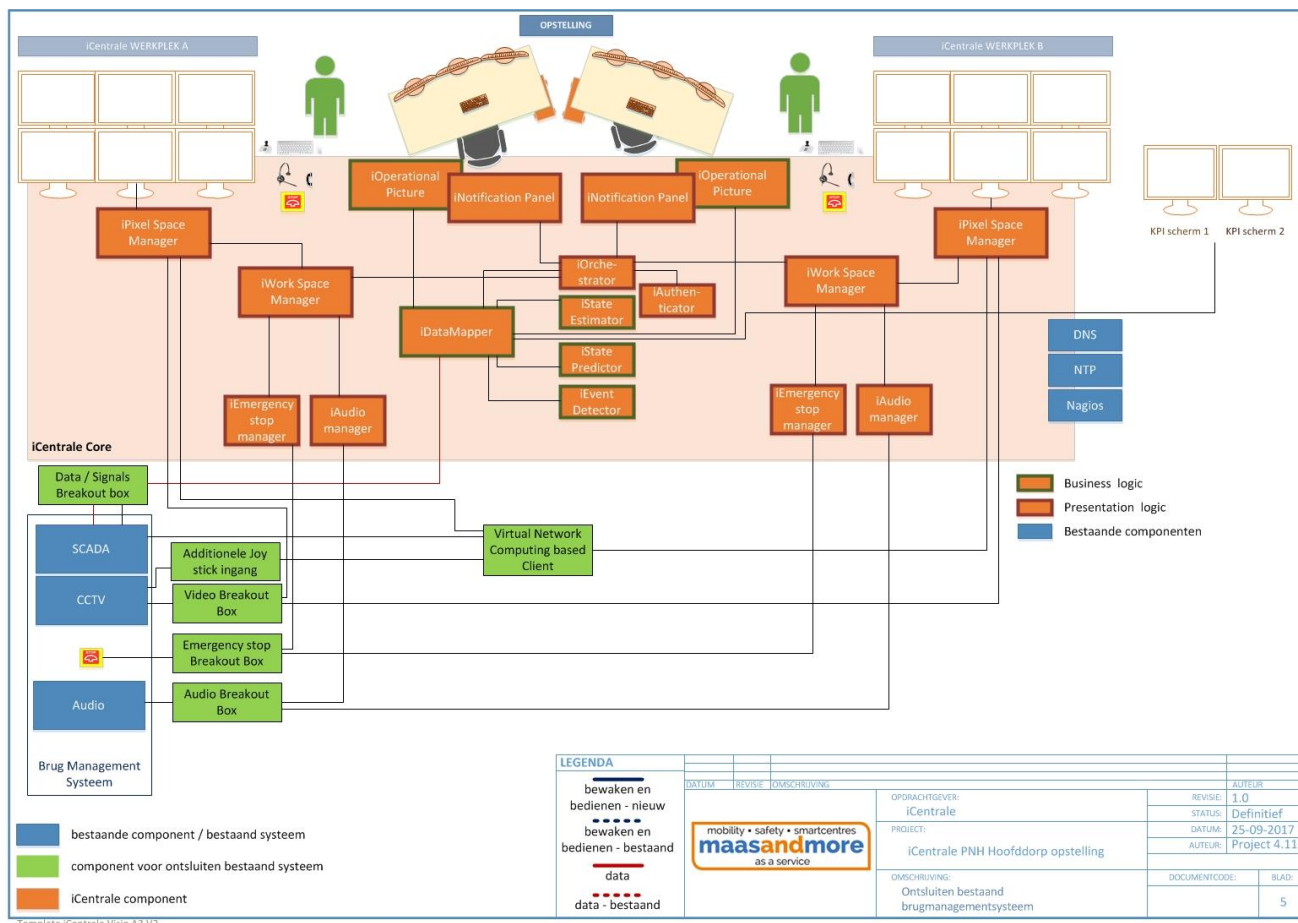 OPSTELLING
iCentrale WERKPLEK A
iCentrale WERKPLEK B
iOperational
Picture
iNotification Panel
iNotification Panel
iOperational
Picture
iPixel Space
Manager
iPixel Space
Manager
KPI scherm 1
KPI scherm 2
iWork Space
Manager
iOrche-
strator
iAuthen-
ticator
iWork Space
Manager
iState
Estimator
iDataMapper
iState
Predictor
iEvent
Detector
DNS
NTP
Nagios
iEmergency
stop
manager
iAudio
manager
iEmergency
stop
manager
iAudio
manager
iCentrale Core
Data / Signals
Breakout box
SCADA
CCTV
Additionele Joy
stick ingang
Video Breakout
Box
Virtual Network
Computing based
Client
Emergency stop
Breakout Box
Audio
Audio Breakout
Box
Brug Management
Systeem
Business logic
Presentation logic
Bestaande componenten
bestaande component / bestaand systeem
component voor ontsluiten bestaand systeem
iCentrale component
Template iCentrale Visio A3 V2
LEGENDA
bewaken en
bedienen - nieuw
bewaken en
bedienen - bestaand
data
data - bestaand
DATUM REVISIE OMSCHRIJVING AUTEUR
mobility • safety • smartcentres
maasandmore
as a service
OPDRACHTGEVER:
iCentrale
PROJECT:
iCentrale PNH Hoofddorp opstelling
OMSCHRIJVING:
Ontsluiten bestaand
brugmanagementsysteem
REVISIE: 1.0
STATUS: Definitief
DATUM: 25-09-2017
AUTEUR: Project 4.11
DOCUMENTCODE: BLAD:
5